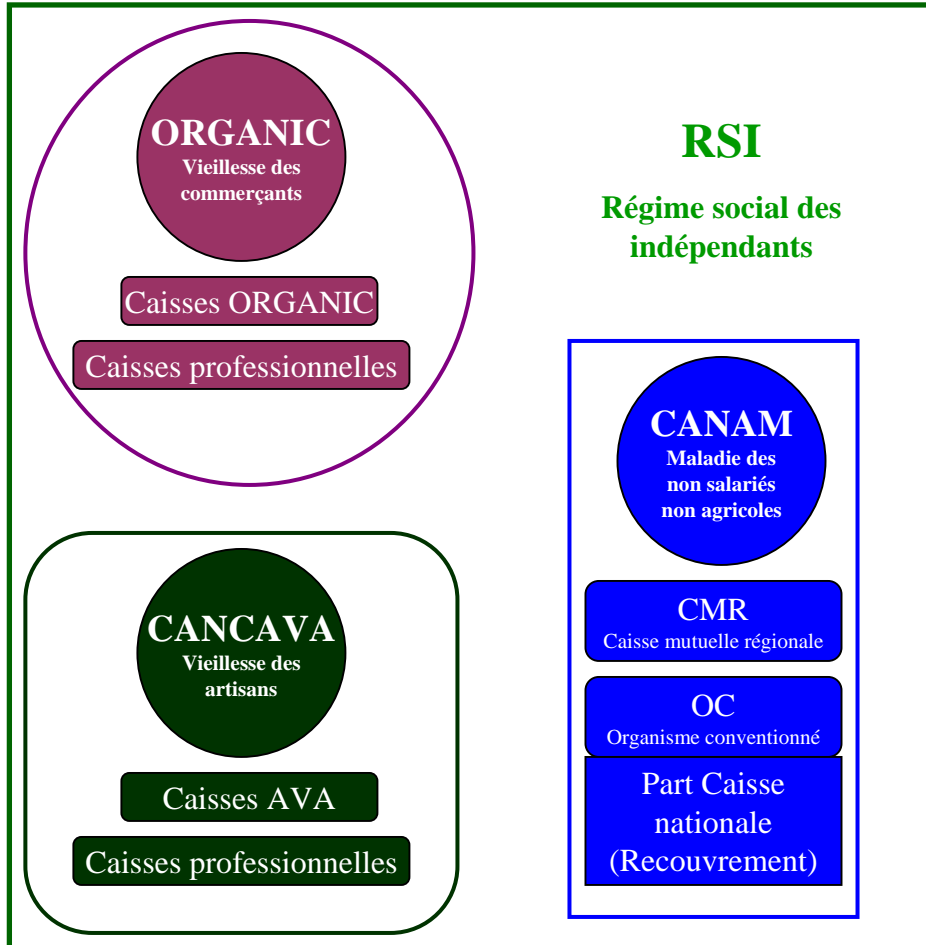 ORGANIC
Vieillesse des
commerçants
Caisses ORGANIC
Caisses professionnelles
RSI
Régime social des
indépendants
CANCAVA
Vieillesse des
artisans
Caisses AVA
Caisses professionnelles
CANAM
Maladie des
non salariés
non agricoles
CMR
Caisse mutuelle régionale
OC
Organisme conventionné
Part Caisse
nationale
(Recouvrement)